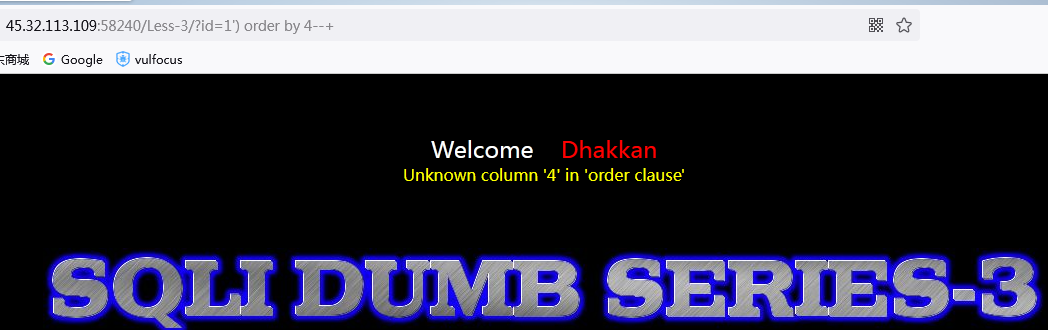 45.32.113.109:58240/Less-3/?id=1') order by 4--+
东商城 Google vulfocus
Welcome Dhakkan
Unknown column '4' in 'order clause'
SQLI DUMB SERIES-3